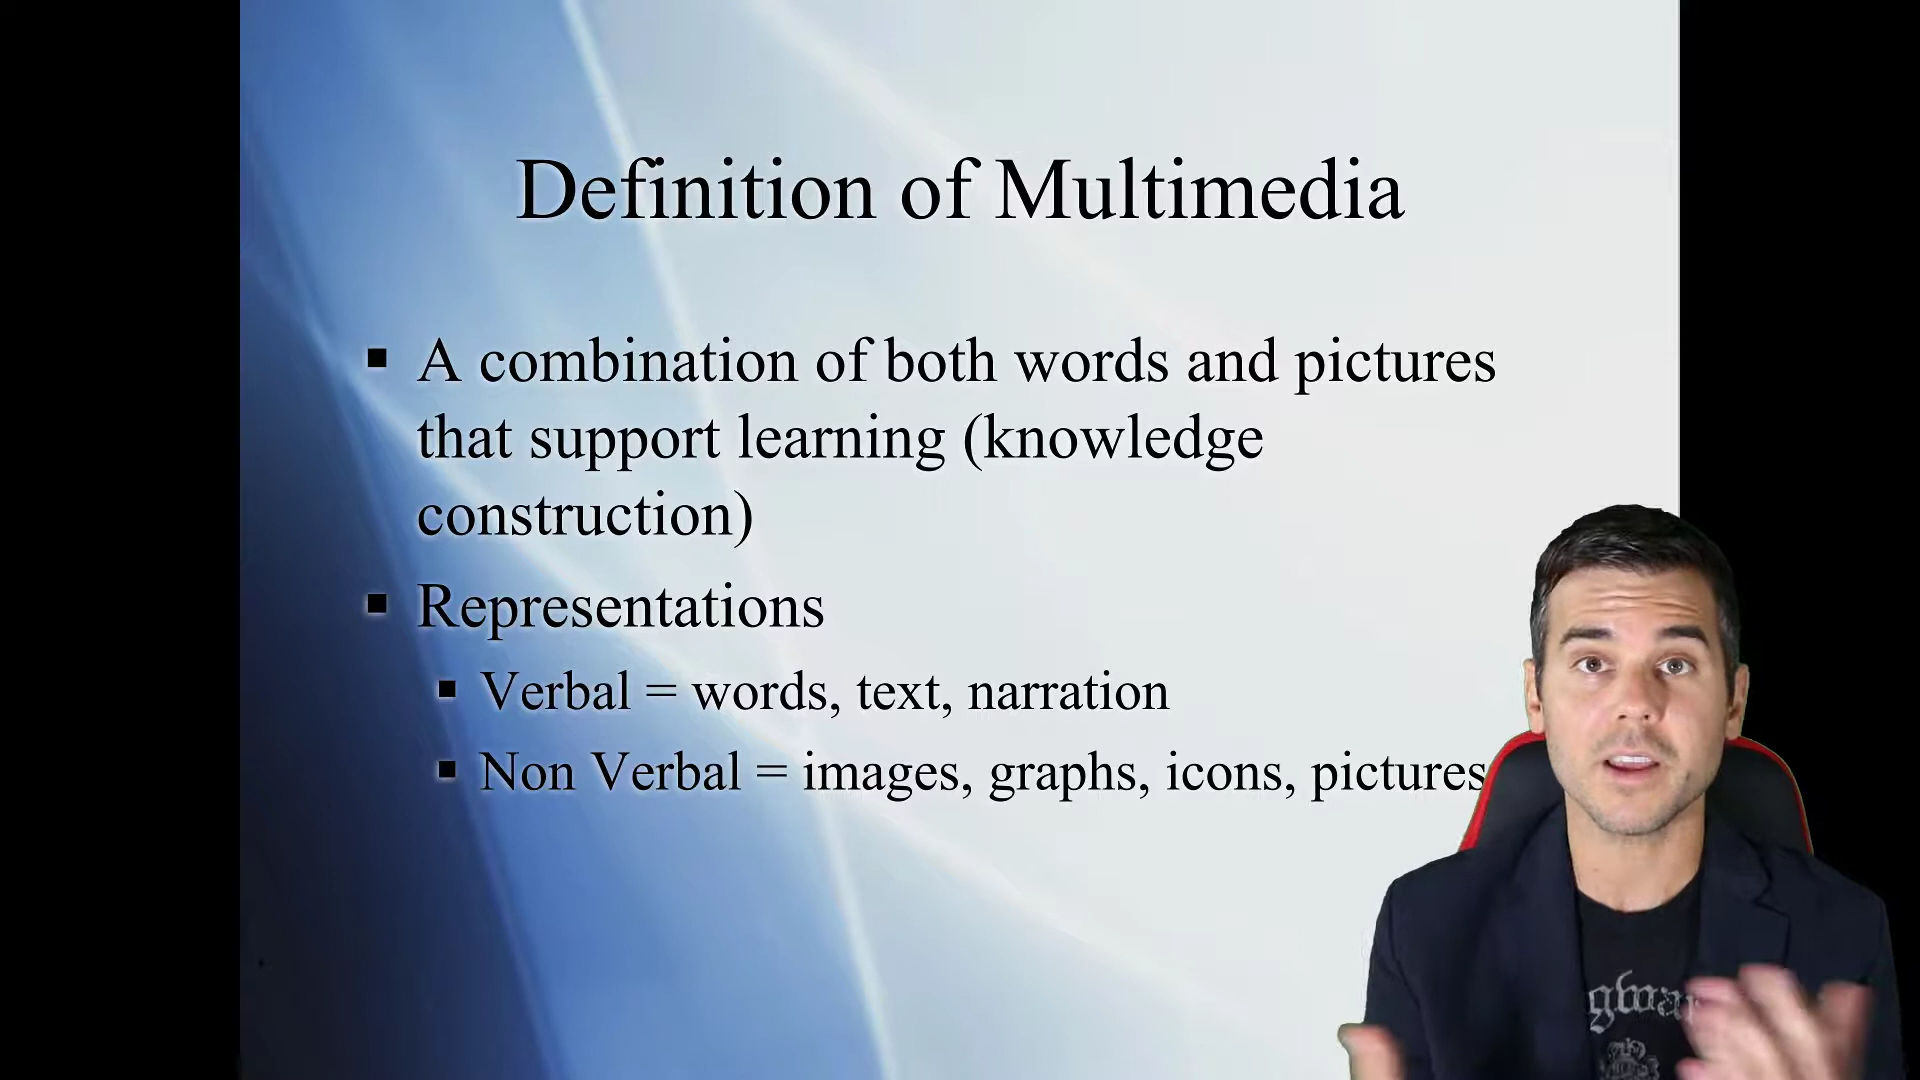 Definition of Multimedia
▪ A combination of both words and pictures
that support learning (knowledge
construction)
▪ Representations
▪ Verbal = words, text, narration
▪ Non Verbal = images, graphs, icons, pictures